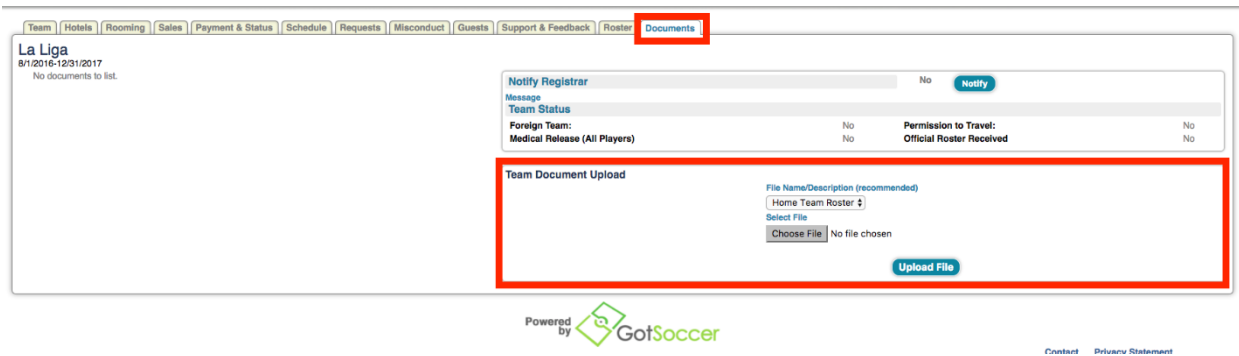 Team Hotels Rooming Sales Payment & Status Schedule Requests Misconduct Guests Support & Feedback Roster Documents
La Liga
8/1/2016-12/31/2017
No documents to list.
Notify Registrar No Notify
Message
Team Status
Foreign Team: No Permission to Travel: No
Medical Release (All Players) No Official Roster Received No
Team Document Upload
File Name/Description (recommended)
Home Team Roster
Select File
Choose File No file chosen
Upload File
Powered
by
GotSoccer
Contact Privacy Statement